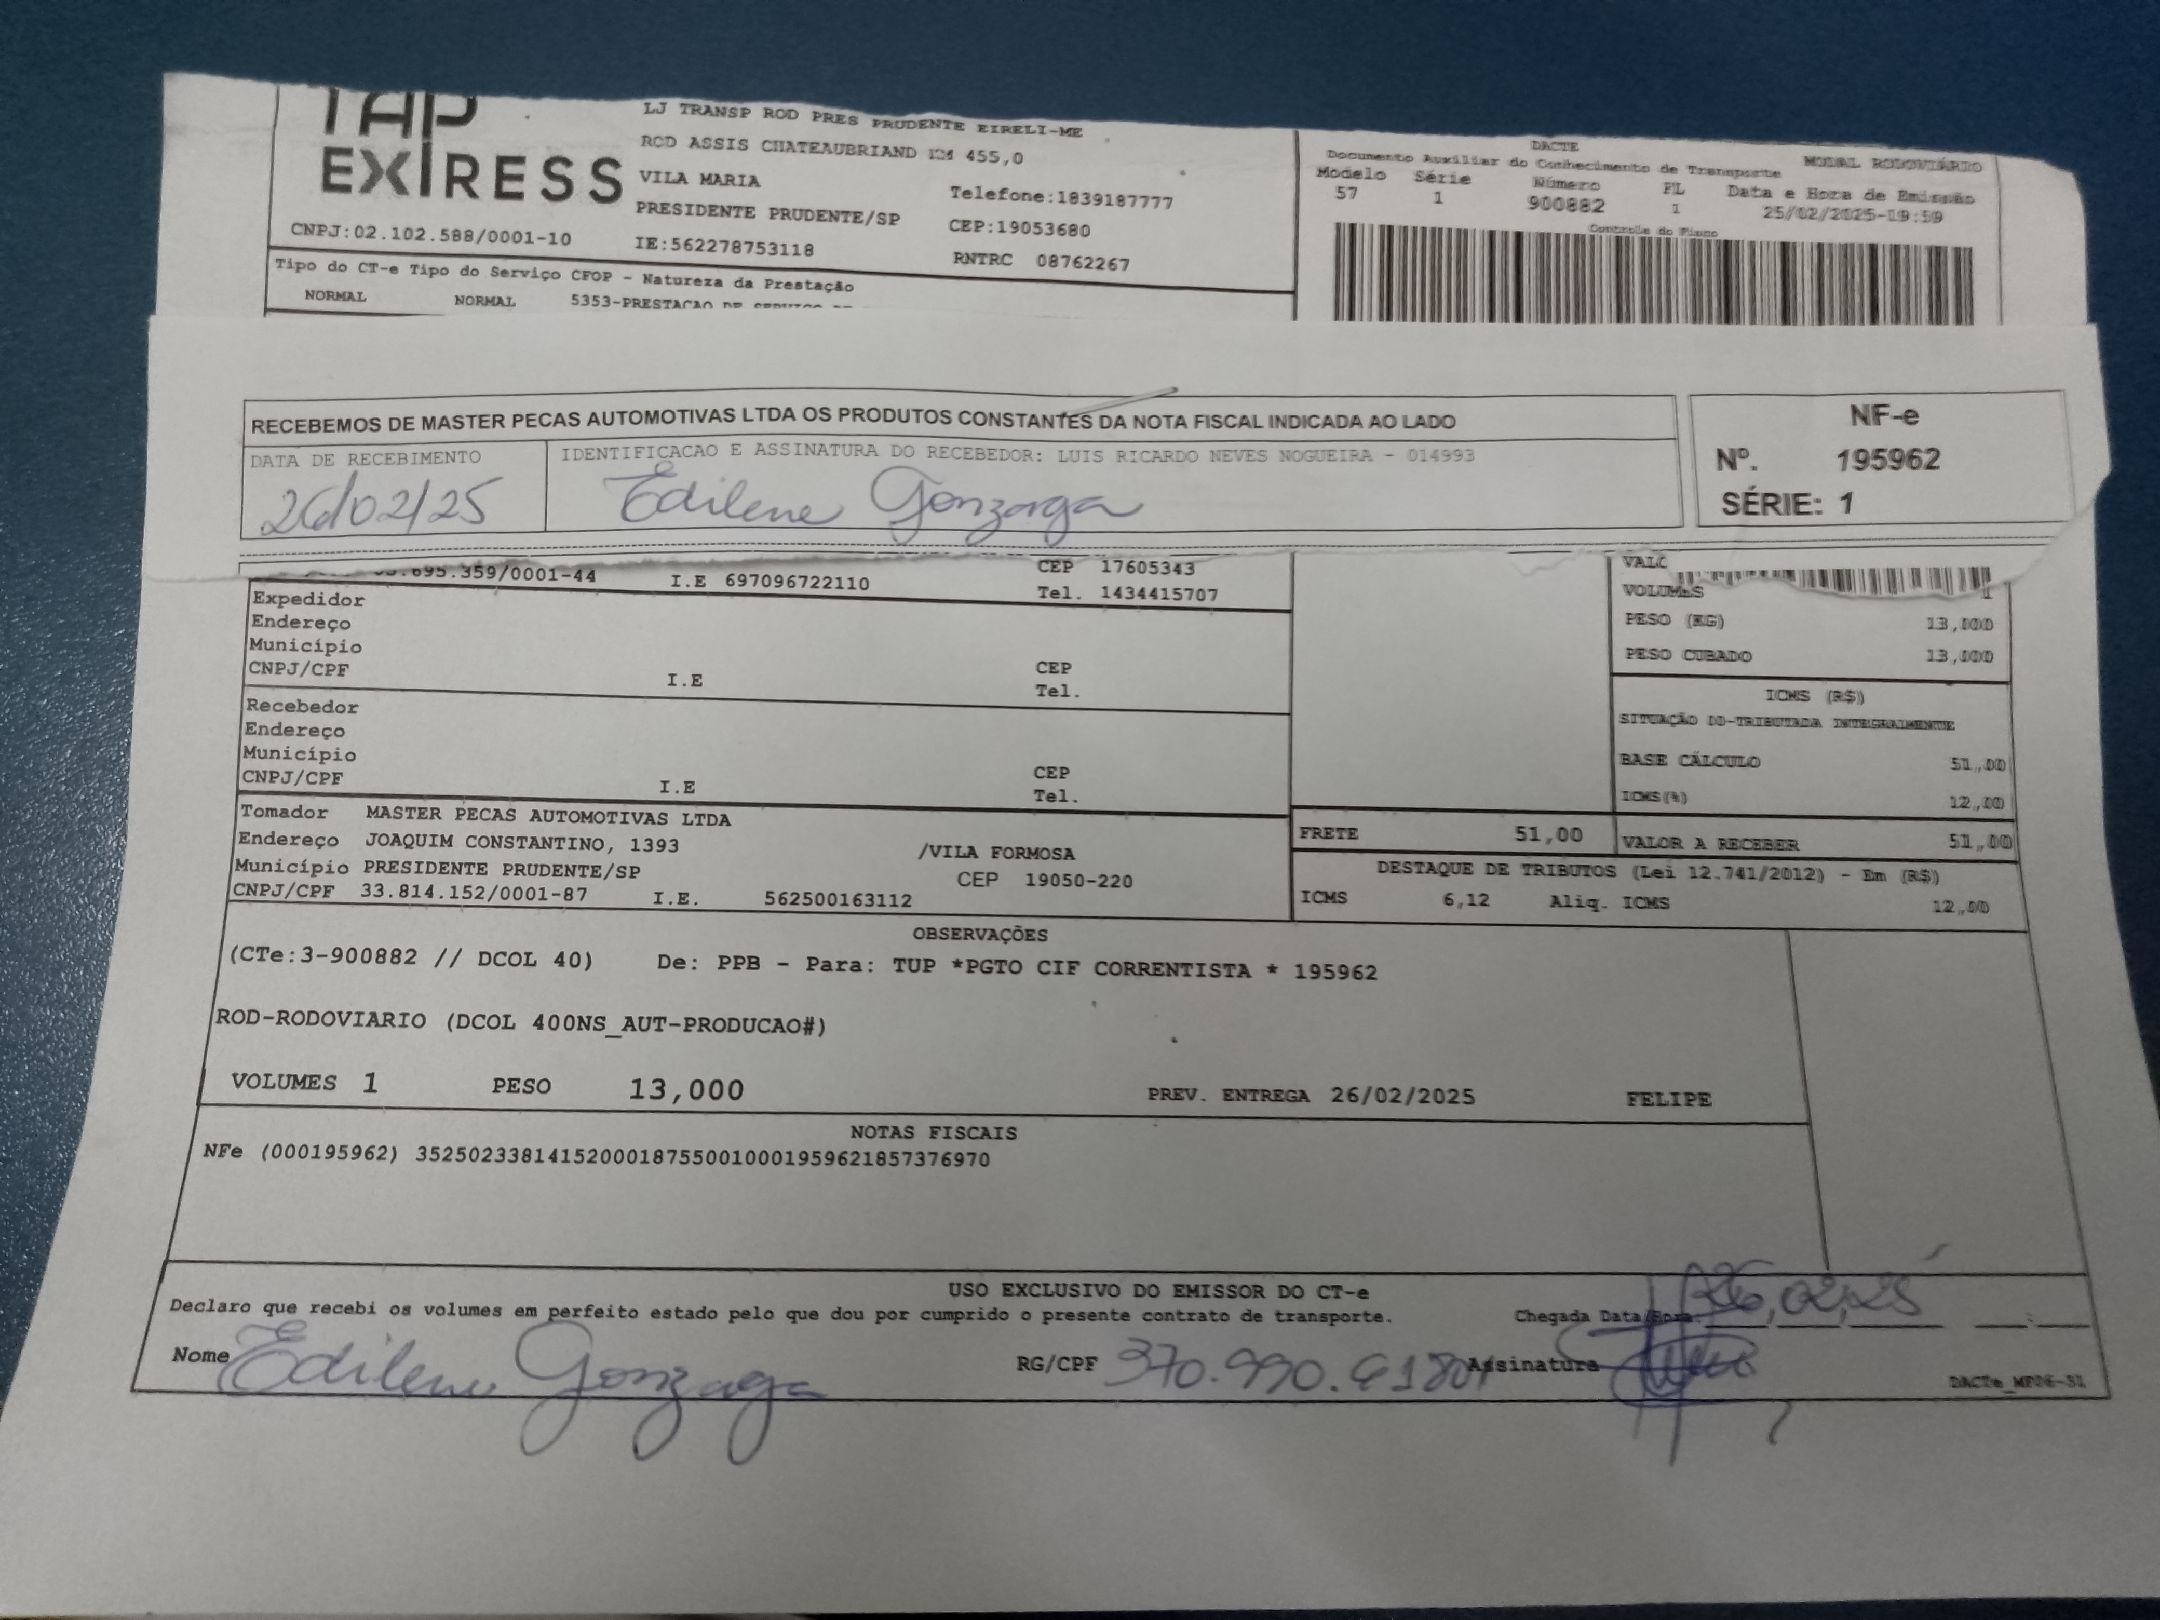 TAP
EXPRESS
LJ TRANSP ROD PRES PRUDENTE EIRELI-ME
ROD ASSIS CHATEAUBRIAND KM 455,0
VILA MARIA
Telefone:1839187777
PRESIDENTE PRUDENTE/SP
CEP:19053680
CNPJ:02.102.588/0001-10
IE:562278753118
RNTRC 08762267
DACTE
MODAL RODOVIÁRIO
Documento Auxiliar do Conhecimento de Transporte
Modelo Série Número FL Data e Hora de Emissão
57 1 900882 1 25/02/2025-19:59
Controle do Fisco
Tipo do CT-e Tipo do Serviço CFOP - Natureza da Prestação
NORMAL NORMAL 5353-PRESTACAO DE SERVICO DE
RECEBEMOS DE MASTER PECAS AUTOMOTIVAS LTDA OS PRODUTOS CONSTANTES DA NOTA FISCAL INDICADA AO LADO
DATA DE RECEBIMENTO
26/02/25
IDENTIFICACAO E ASSINATURA DO RECEBEDOR: LUIS RICARDO NEVES NOGUEIRA - 014993
Edilene Gonzaga
NF-e
Nº. 195962
SÉRIE: 1
.695.359/0001-44 I.E 697096722110
CEP 17605343
Tel. 1434415707
Expedidor
Endereço
Município
CNPJ/CPF I.E CEP
Tel.
Recebedor
Endereço
Município
CNPJ/CPF I.E CEP
Tel.
VOLUMES 1
PESO (KG) 13,000
PESO CUBADO 13,000
ICMS (R$)
SITUAÇÃO 00-TRIBUTADA INTEGRALMENTE
BASE CÁLCULO 51,00
ICMS(%) 12,00
Tomador MASTER PECAS AUTOMOTIVAS LTDA
Endereço JOAQUIM CONSTANTINO, 1393 /VILA FORMOSA
Município PRESIDENTE PRUDENTE/SP CEP 19050-220
CNPJ/CPF 33.814.152/0001-87 I.E. 562500163112
FRETE 51,00 VALOR A RECEBER 51,00
DESTAQUE DE TRIBUTOS (Lei 12.741/2012) - Em (R$)
ICMS 6,12 Aliq. ICMS 12,00
OBSERVAÇÕES
(CTe:3-900882 // DCOL 40) De: PPB - Para: TUP *PGTO CIF CORRENTISTA * 195962
ROD-RODOVIARIO (DCOL 400NS_AUT-PRODUCAO#)
VOLUMES 1 PESO 13,000 PREV. ENTREGA 26/02/2025 FELIPE
NOTAS FISCAIS
NFe (000195962) 35250233814152000187550010001959621857376970
USO EXCLUSIVO DO EMISSOR DO CT-e
Declaro que recebi os volumes em perfeito estado pelo que dou por cumprido o presente contrato de transporte.
Chegada Data/Hora: 26,02,25
Nome Edilene Gonzaga RG/CPF Assinatura